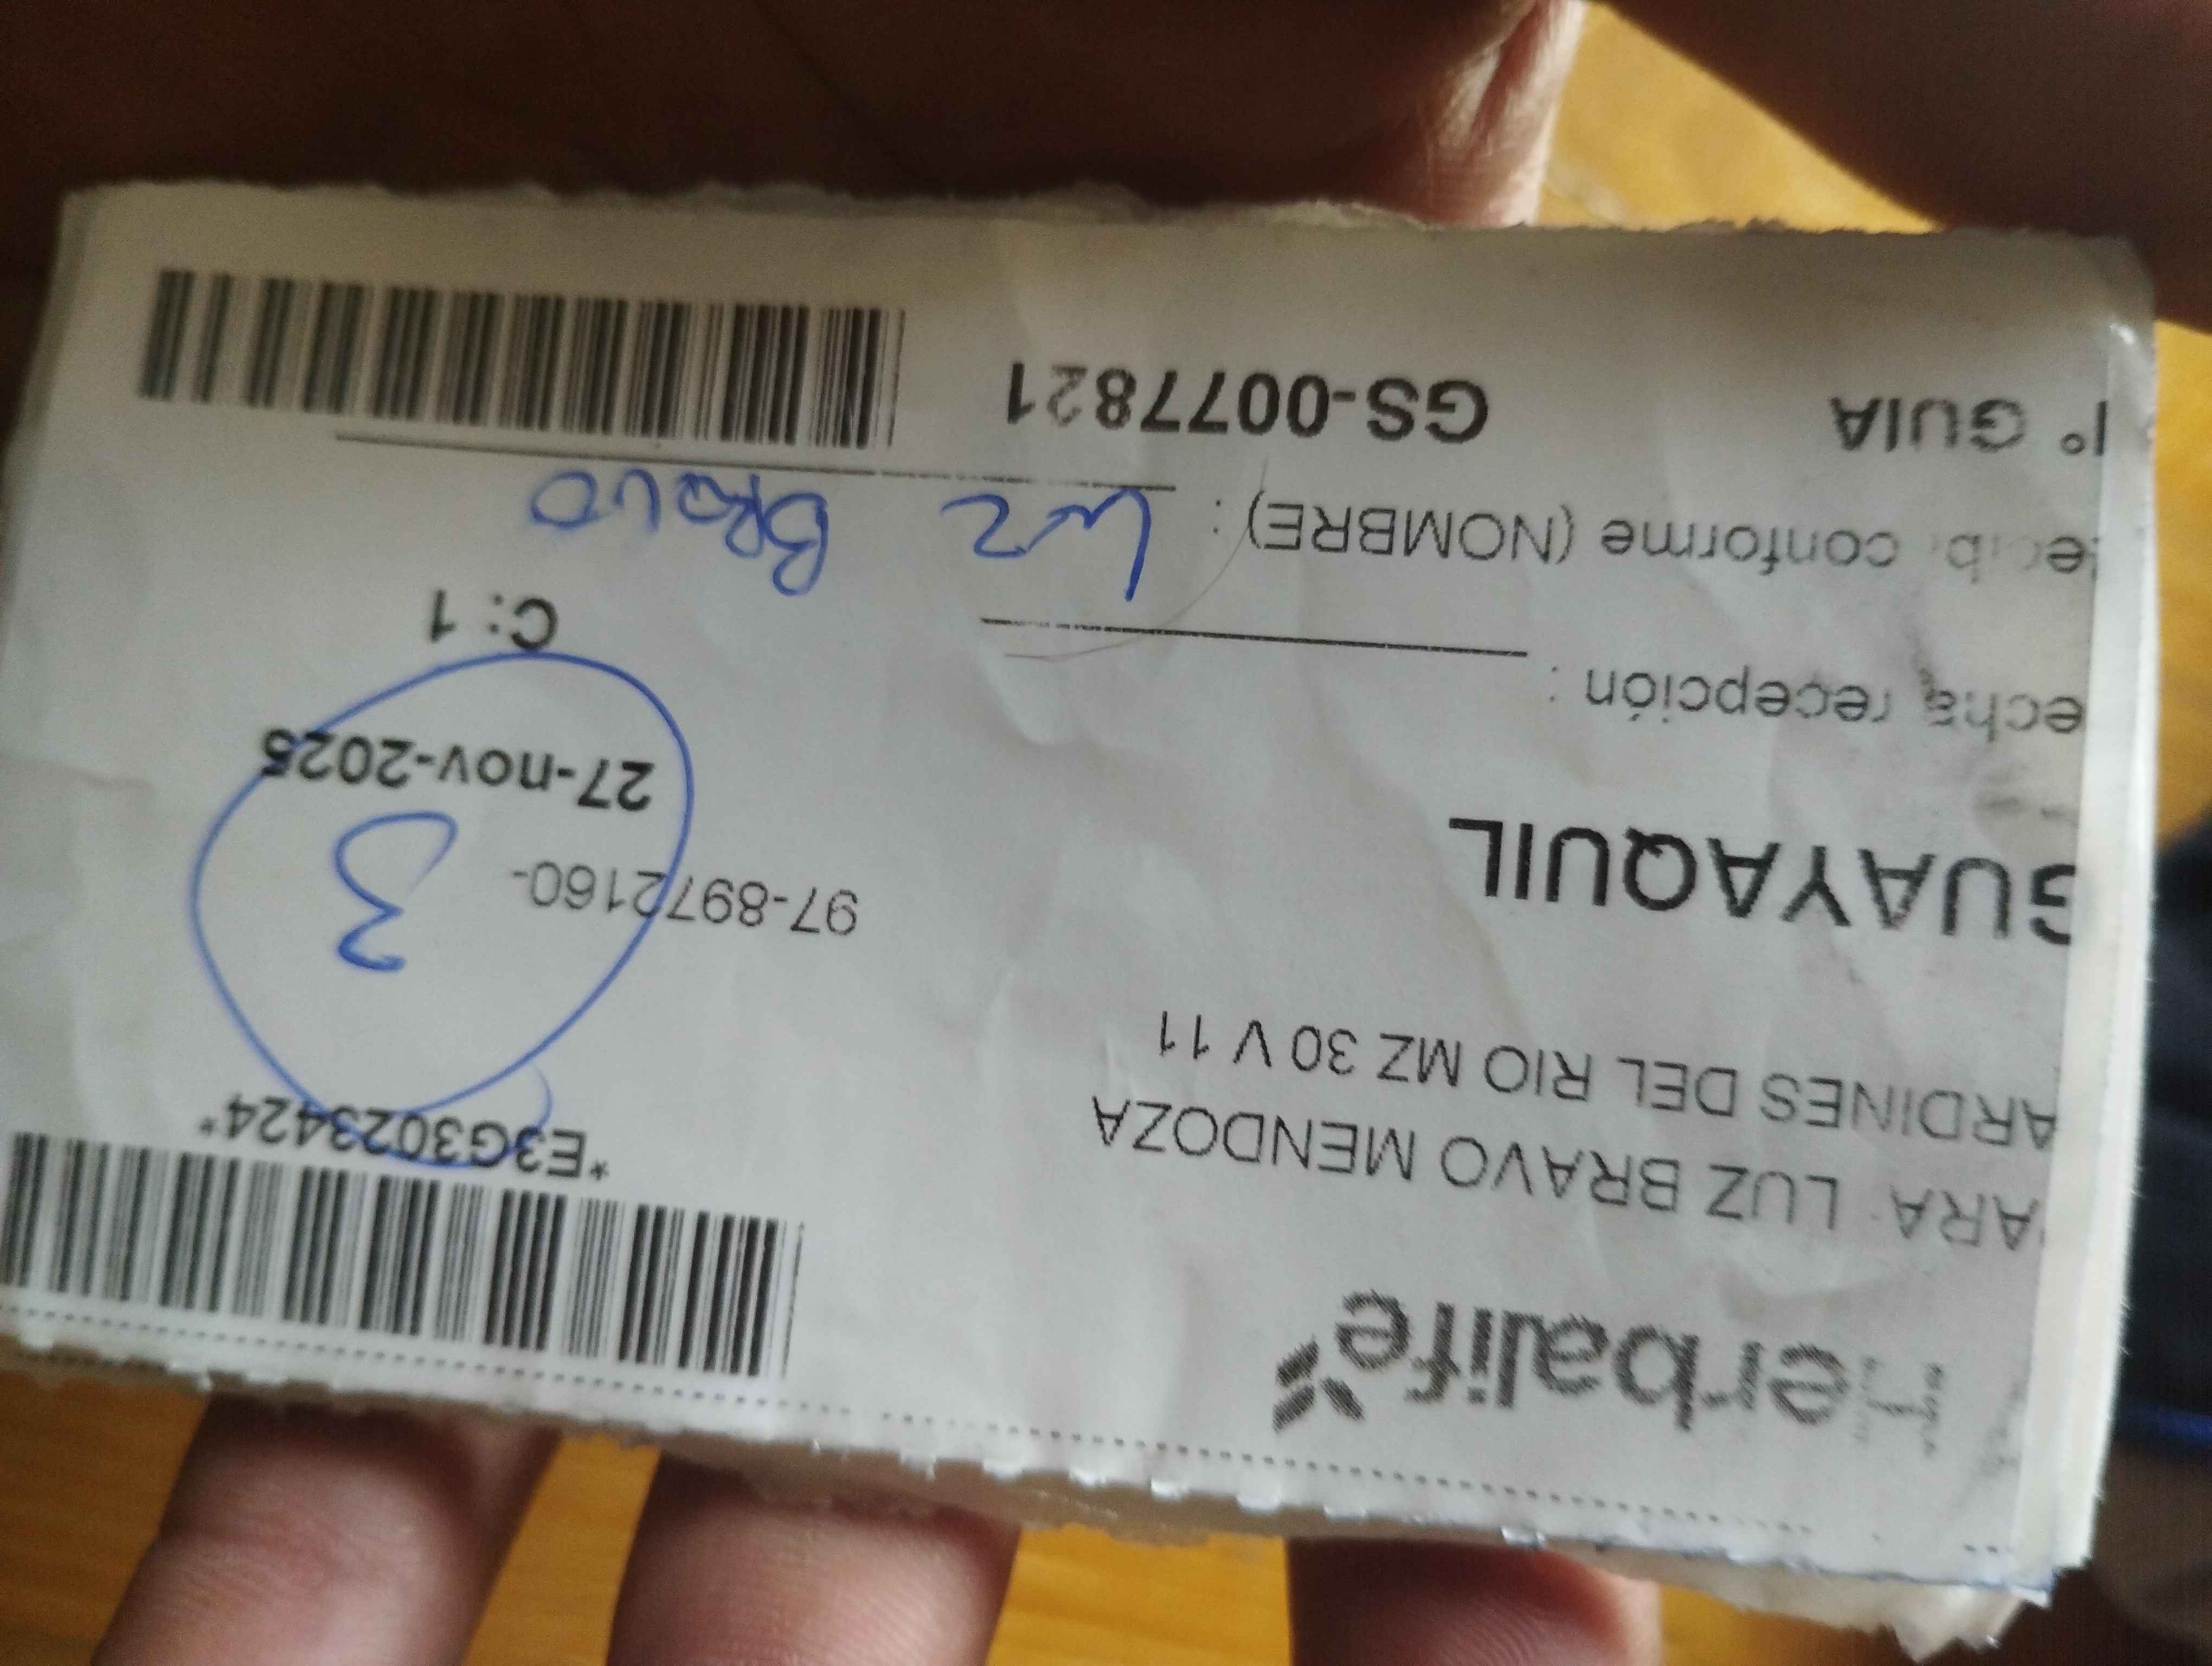 erbalife
*E3G3023424*
ARA: LUZ BRAVO MENDOZA
ARDINES DEL RIO MZ 30 V 11
GUAYAQUIL
97-8972160-
3
27-nov-2025
echa recepción :
C: 1
ecib conforme (NOMBRE) : Luz BRAVO
° GUIA GS-0077821